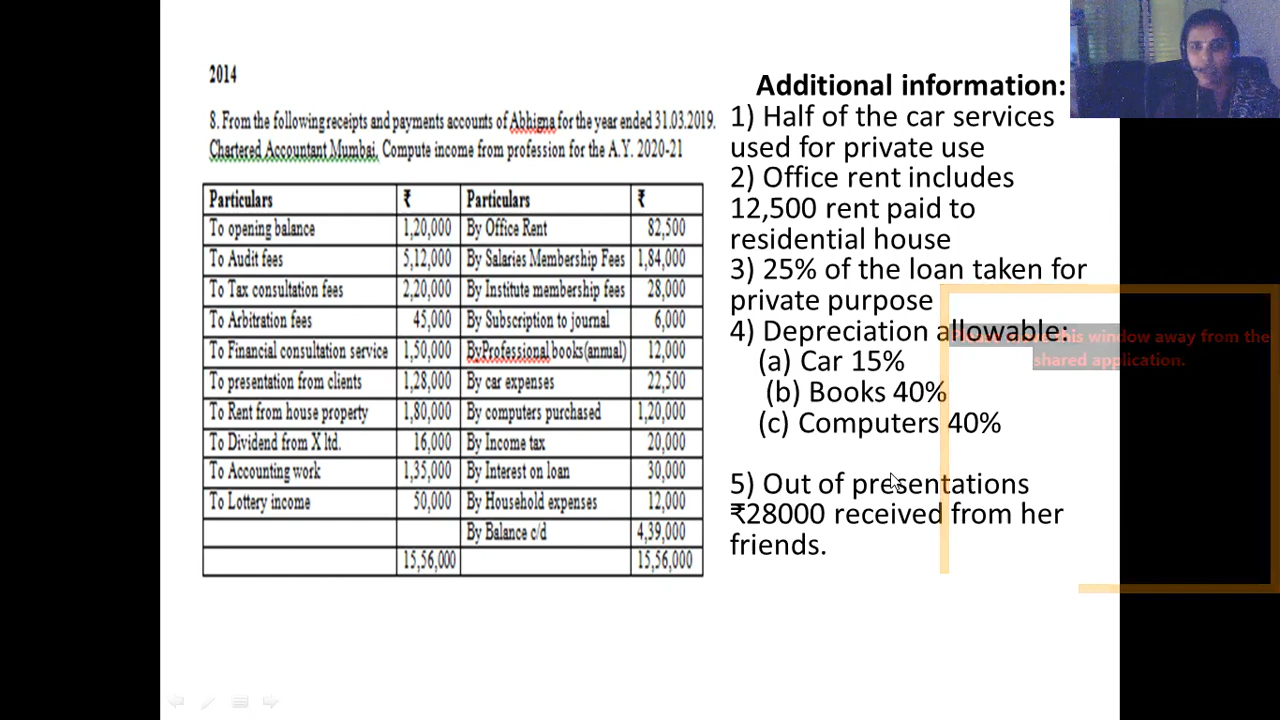 2014
8. From the following receipts and payments accounts of Abhigna for the year ended 31.03.2019.
Chartered Accountant Mumbai. Compute income from profession for the A.Y. 2020-21
Particulars ₹ Particulars ₹
To opening balance 1,20,000 By Office Rent 82,500
To Audit fees 5,12,000 By Salaries Membership Fees 1,84,000
To Tax consultation fees 2,20,000 By Institute membership fees 28,000
To Arbitration fees 45,000 By Subscription to journal 6,000
To Financial consultation service 1,50,000 ByProfessional books(annual) 12,000
To presentation from clients 1,28,000 By car expenses 22,500
To Rent from house property 1,80,000 By computers purchased 1,20,000
To Dividend from X ltd. 16,000 By Income tax 20,000
To Accounting work 1,35,000 By Interest on loan 30,000
To Lottery income 50,000 By Household expenses 12,000
By Balance c/d 4,39,000
15,56,000 15,56,000
Additional information:
1) Half of the car services
used for private use
2) Office rent includes
12,500 rent paid to
residential house
3) 25% of the loan taken for
private purpose
4) Depreciation allowable:
(a) Car 15%
(b) Books 40%
(c) Computers 40%
5) Out of presentations
₹28000 received from her
friends.
this window away from the
shared application.